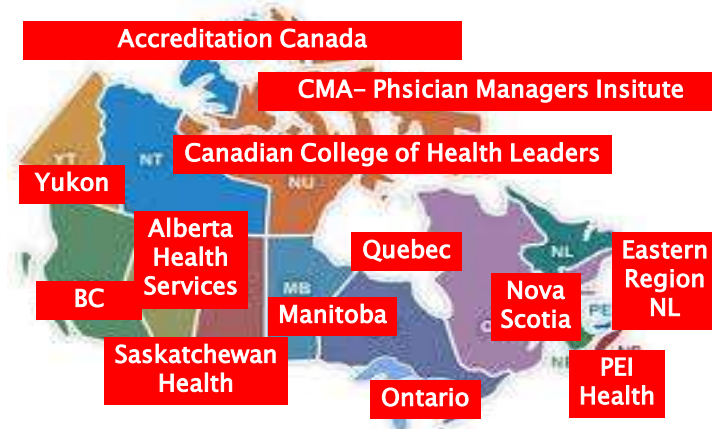 Accreditation Canada
CMA- Phsician Managers Insitute
Canadian College of Health Leaders
YT
NT
NU
Yukon
Alberta
Health
Services
Quebec
NL
Eastern
Region
NL
BC
MB
Manitoba
Nova
Scotia
PE
Saskatchewan
Health
PEI
Health
Ontario